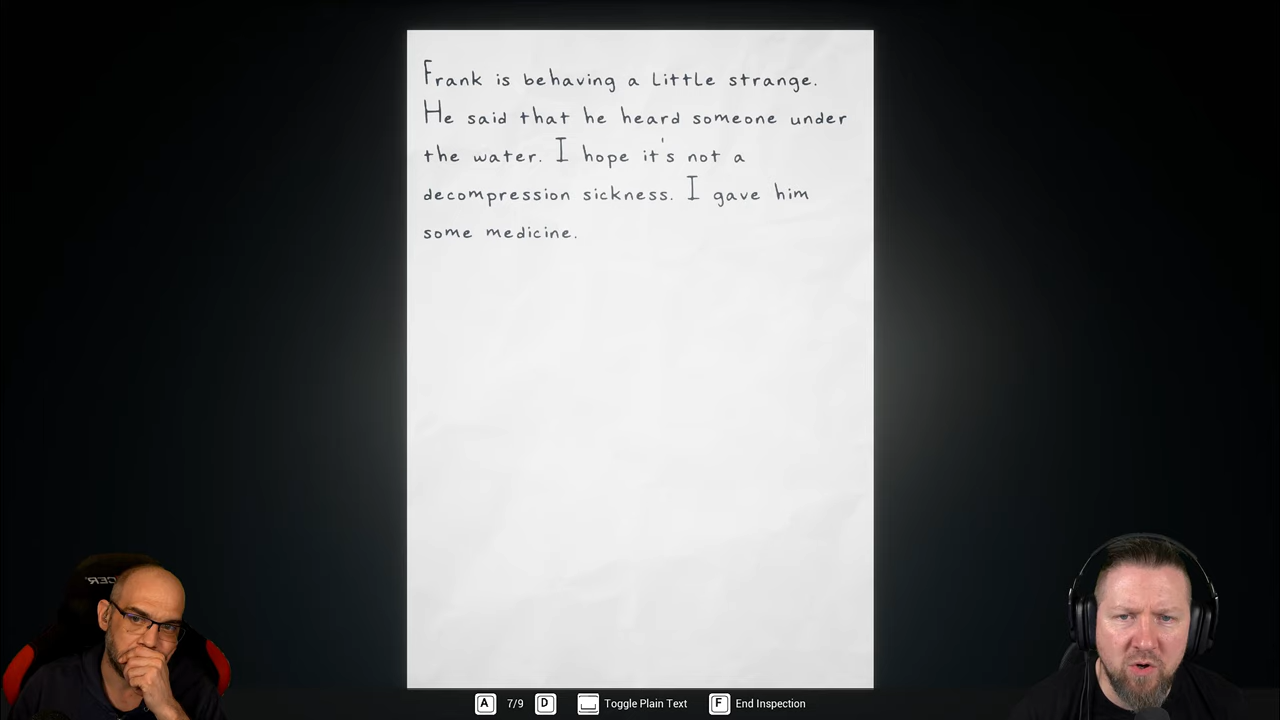 Frank is behaving a little strange.
He said that he heard someone under
the water. I hope it's not a
decompression sickness. I gave him
some medicine.
A 7/9 D Toggle Plain Text F End Inspection